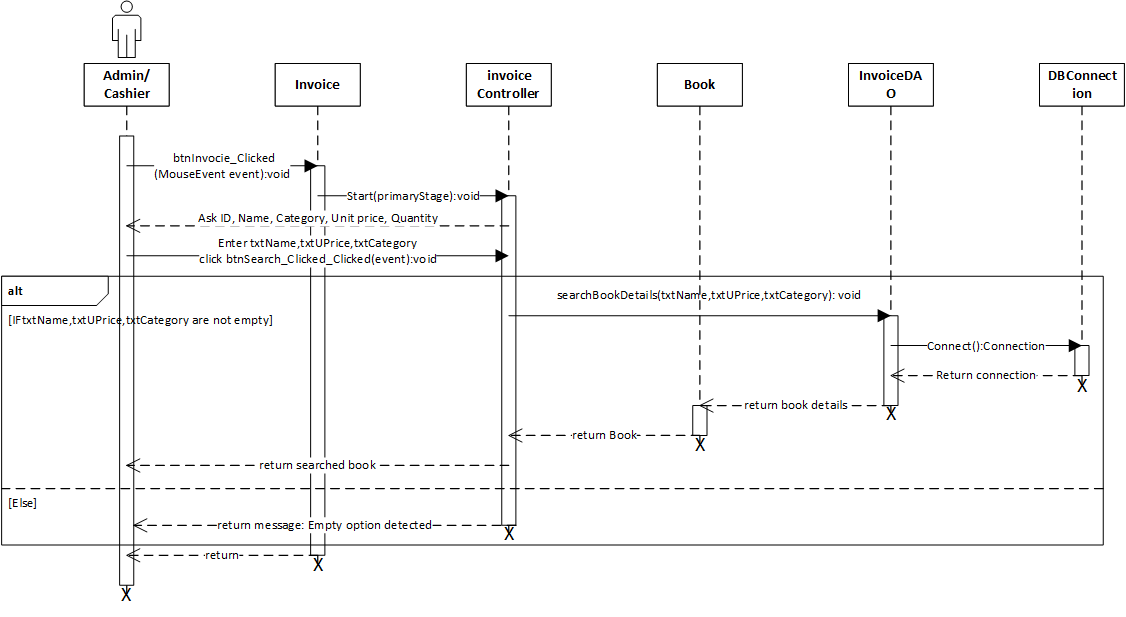 Admin/
Cashier
Invoice
invoice
Controller
Book
InvoiceDA
O
DBConnect
ion
btnInvocie_Clicked
(MouseEvent event):void
Start(primaryStage):void
Ask ID, Name, Category, Unit price, Quantity
Enter txtName,txtUPrice,txtCategory
click btnSearch_Clicked_Clicked(event):void
alt
[IFtxtName,txtUPrice,txtCategory are not empty]
searchBookDetails(txtName,txtUPrice,txtCategory): void
Connect():Connection
Return connection
X
return book details
X
return Book
X
return searched book
[Else]
return message: Empty option detected
X
return
X
X